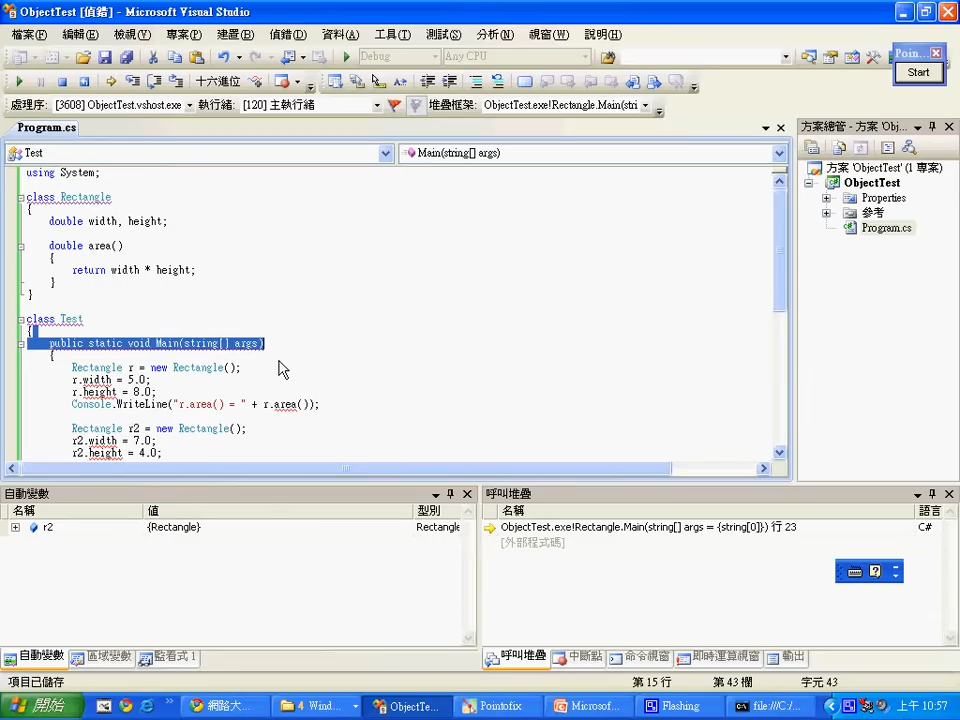 ObjectTest [偵錯] - Microsoft Visual Studio
檔案(F) 編輯(E) 檢視(V) 專案(P) 建置(B) 偵錯(D) 資料(A) 工具(T) 測試(S) 分析(N) 視窗(W) 說明(H)
Poin...
Start
Debug Any CPU
十六進位
處理序: [3608] ObjectTest.vshost.exe 執行緒: [120] 主執行緒 堆疊框架: ObjectTest.exe!Rectangle.Main(stri
Program.cs
Test Main(string[] args)
using System;
class Rectangle
{
double width, height;
double area()
{
return width * height;
}
}
class Test
{
public static void Main(string[] args)
{
Rectangle r = new Rectangle();
r.width = 5.0;
r.height = 8.0;
Console.WriteLine("r.area() = " + r.area());
Rectangle r2 = new Rectangle();
r2.width = 7.0;
r2.height = 4.0;
方案總管 - 方案 'Obj...
方案 'ObjectTest' (1 專案)
ObjectTest
Properties
參考
Program.cs
自動變數
名稱 值 型別
r2 {Rectangle} Rectangle
自動變數 區域變數 監看式 1
呼叫堆疊
名稱 語言
ObjectTest.exe!Rectangle.Main(string[] args = {string[0]}) 行 23 C#
[外部程式碼]
呼叫堆疊 中斷點 命令視窗 即時運算視窗 輸出
項目已儲存 第 15 行 第 43 欄 字元 43
開始 網路大... 4 Wind... ObjectTe... Pointofix Microsof... Flashing file:///C:/... 上午 10:57